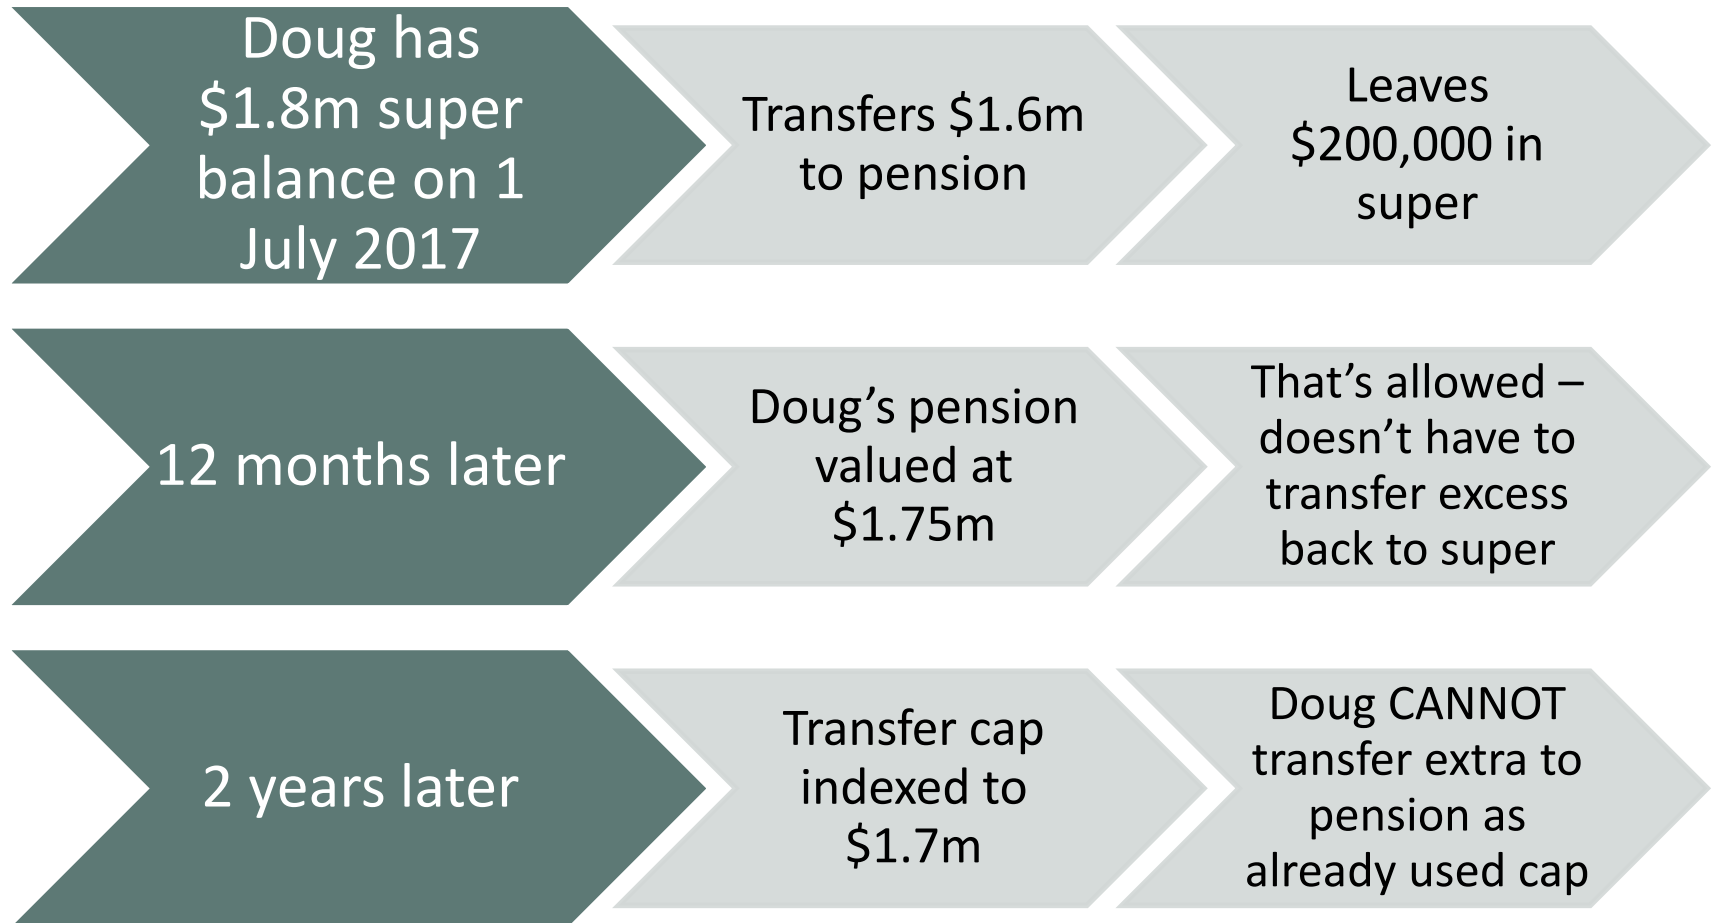 Doug has
$1.8m super
balance on 1
July 2017
Transfers $1.6m
to pension
Leaves
$200,000 in
super
12 months later
Doug’s pension
valued at
$1.75m
That’s allowed –
doesn’t have to
transfer excess
back to super
2 years later
Transfer cap
indexed to
$1.7m
Doug CANNOT
transfer extra to
pension as
already used cap